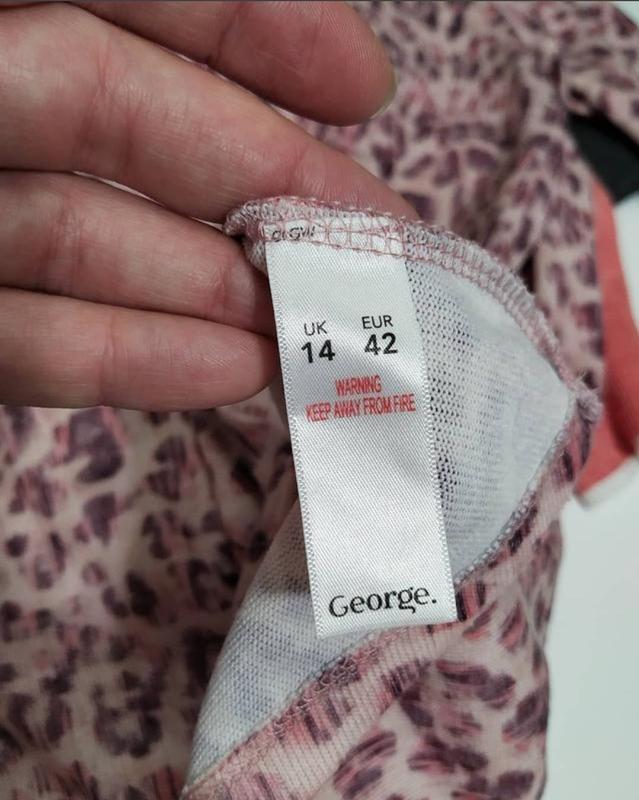 UK EUR
14 42
WARNING
KEEP AWAY FROM FIRE
George.